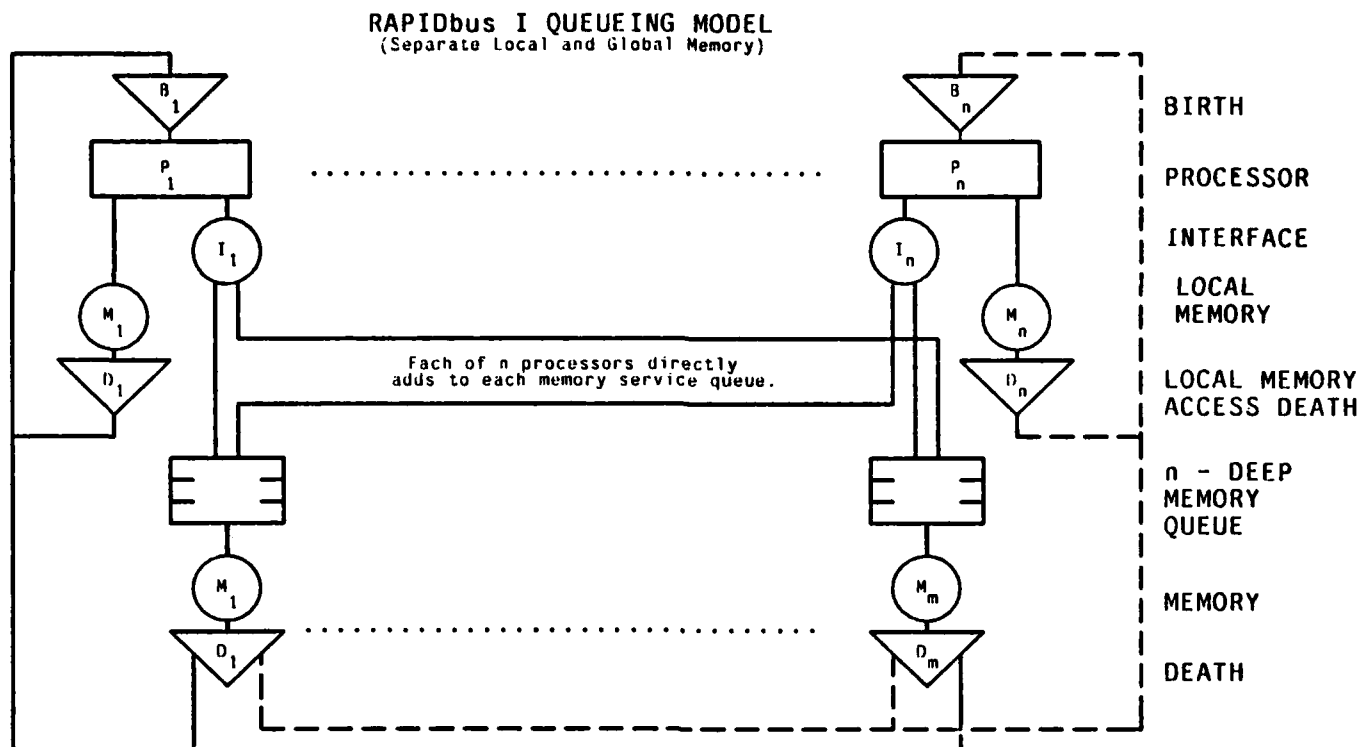 RAPIDbus I QUEUEING MODEL
(Separate Local and Global Memory)
B1
Bn
BIRTH
P1
Pn
PROCESSOR
I1
In
INTERFACE
M1
Mn
LOCAL
MEMORY
Each of n processors directly
adds to each memory service queue.
D1
Dn
LOCAL MEMORY
ACCESS DEATH
n - DEEP
MEMORY
QUEUE
M1
Mm
MEMORY
D1
Dm
DEATH